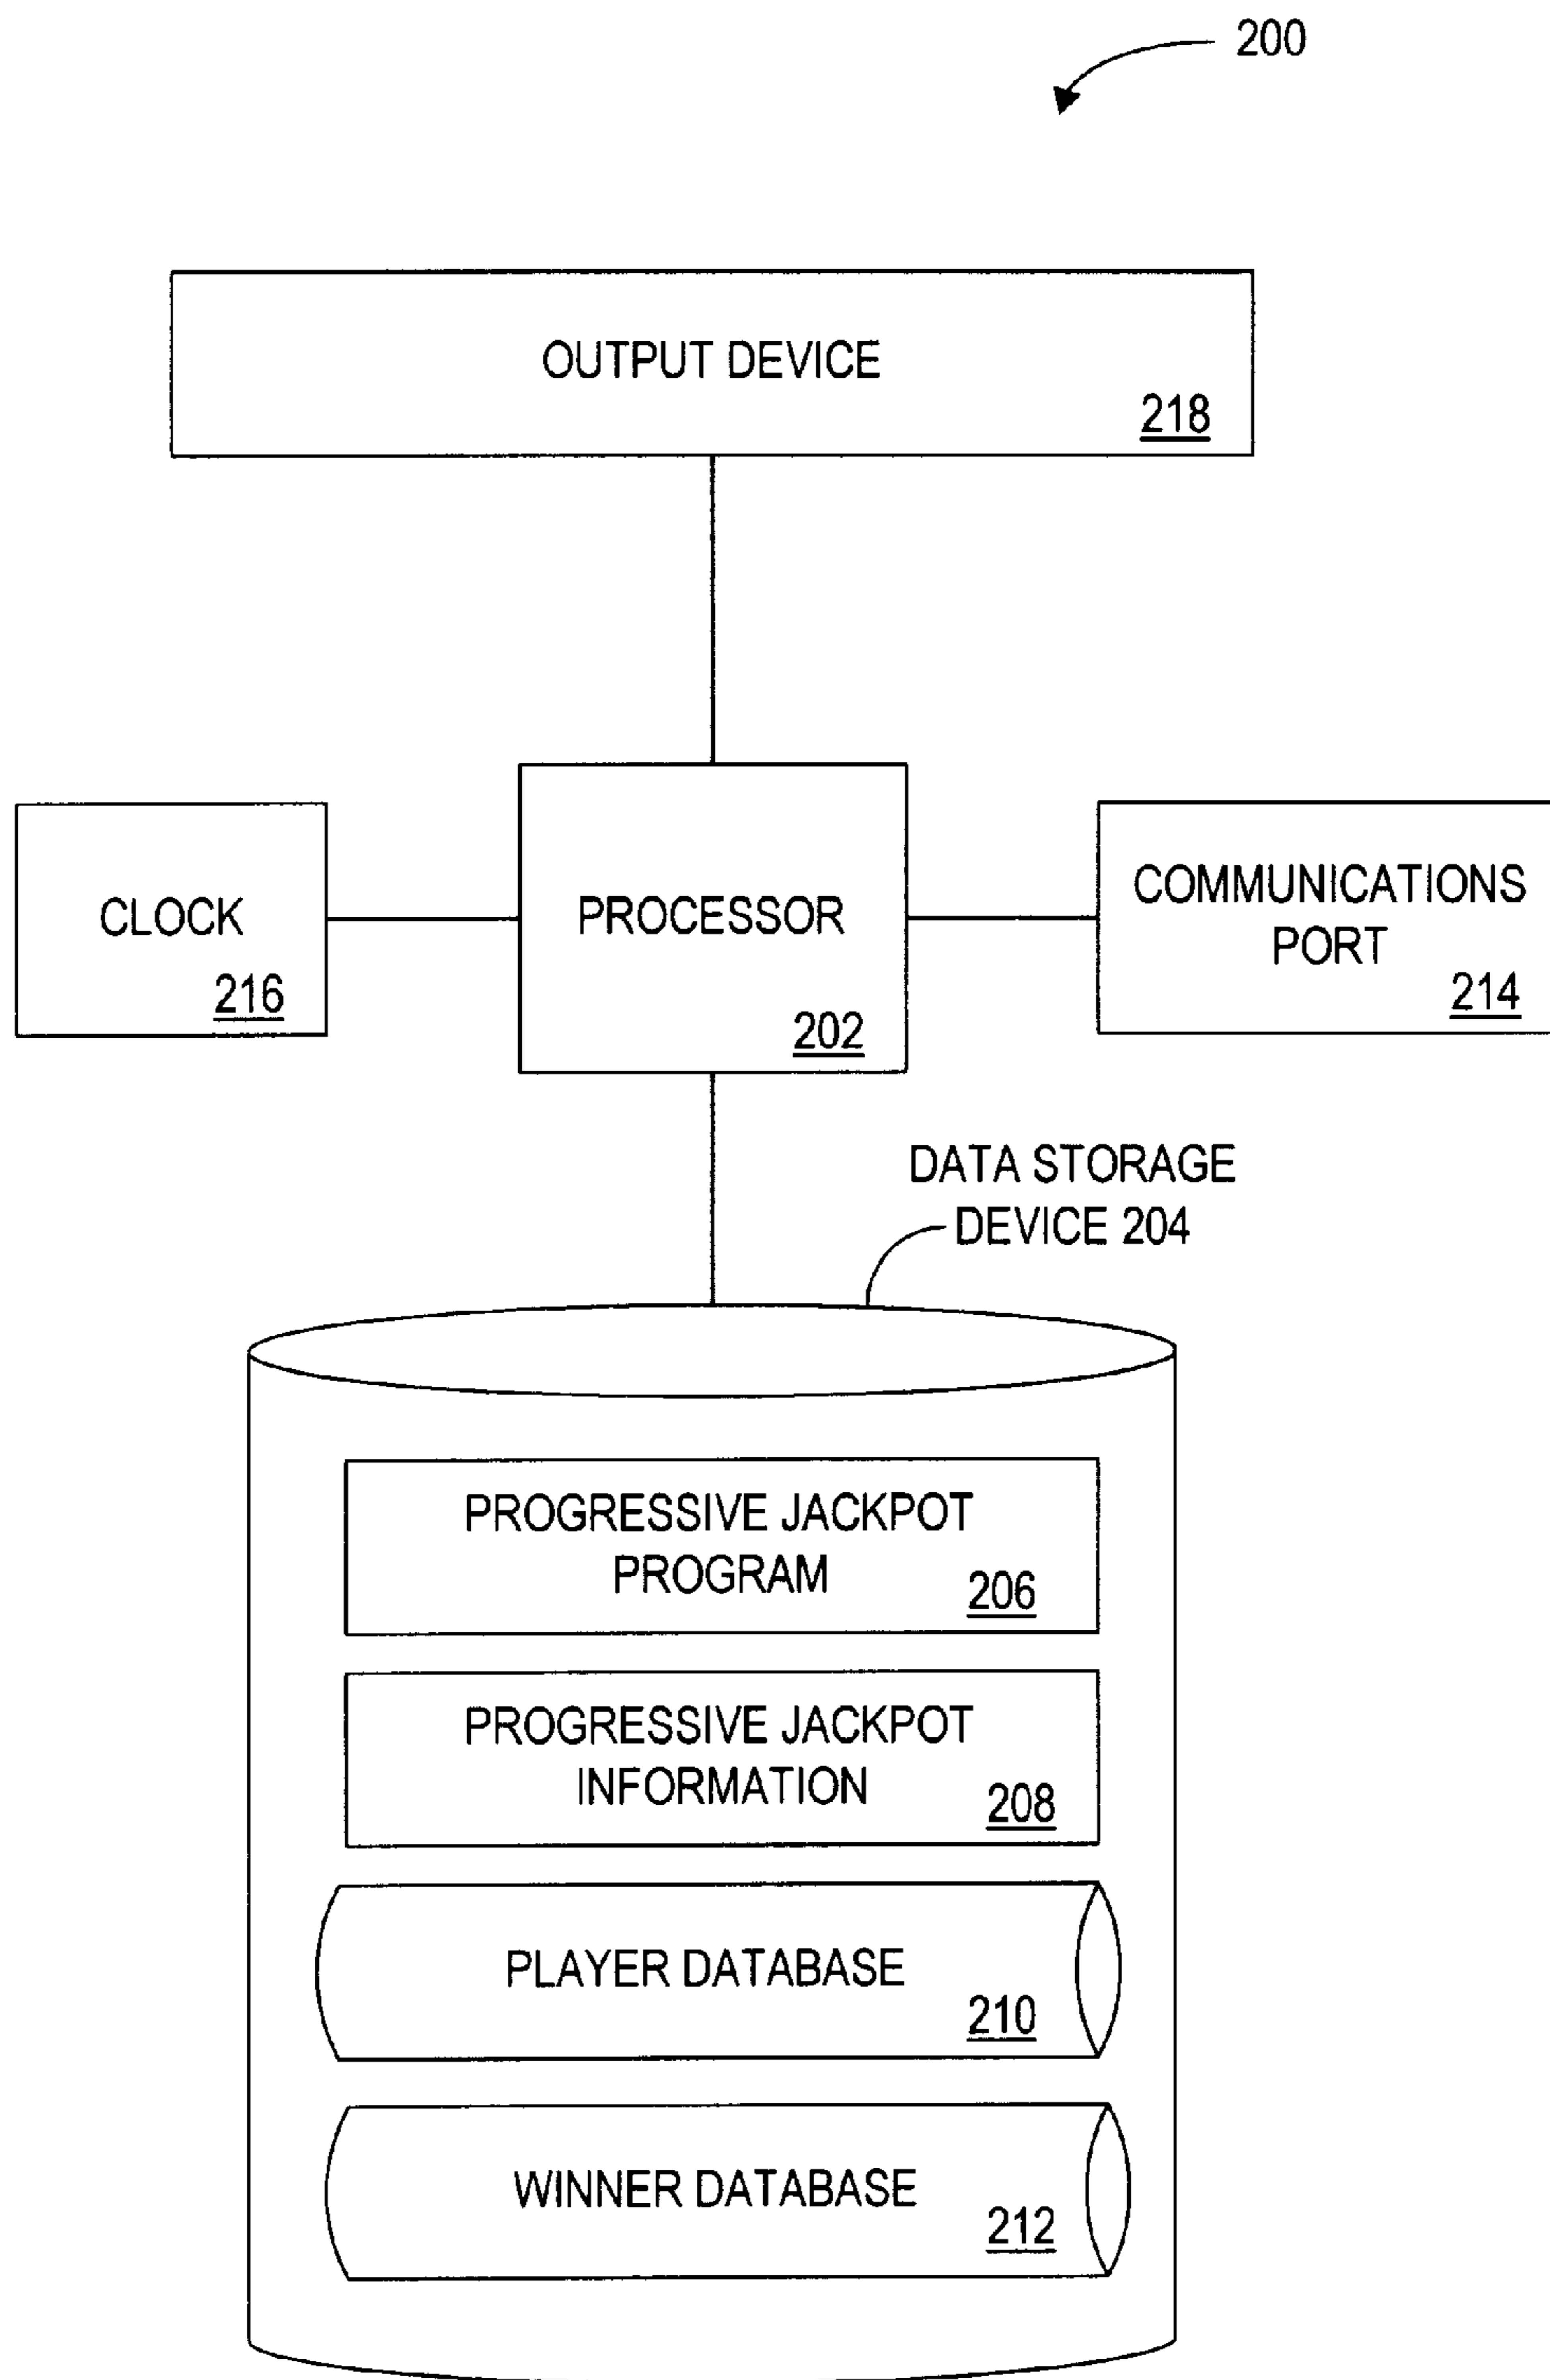 200
OUTPUT DEVICE
218
CLOCK
216
PROCESSOR
202
COMMUNICATIONS
PORT
214
DATA STORAGE
DEVICE 204
PROGRESSIVE JACKPOT
PROGRAM
206
PROGRESSIVE JACKPOT
INFORMATION
208
PLAYER DATABASE
210
WINNER DATABASE
212